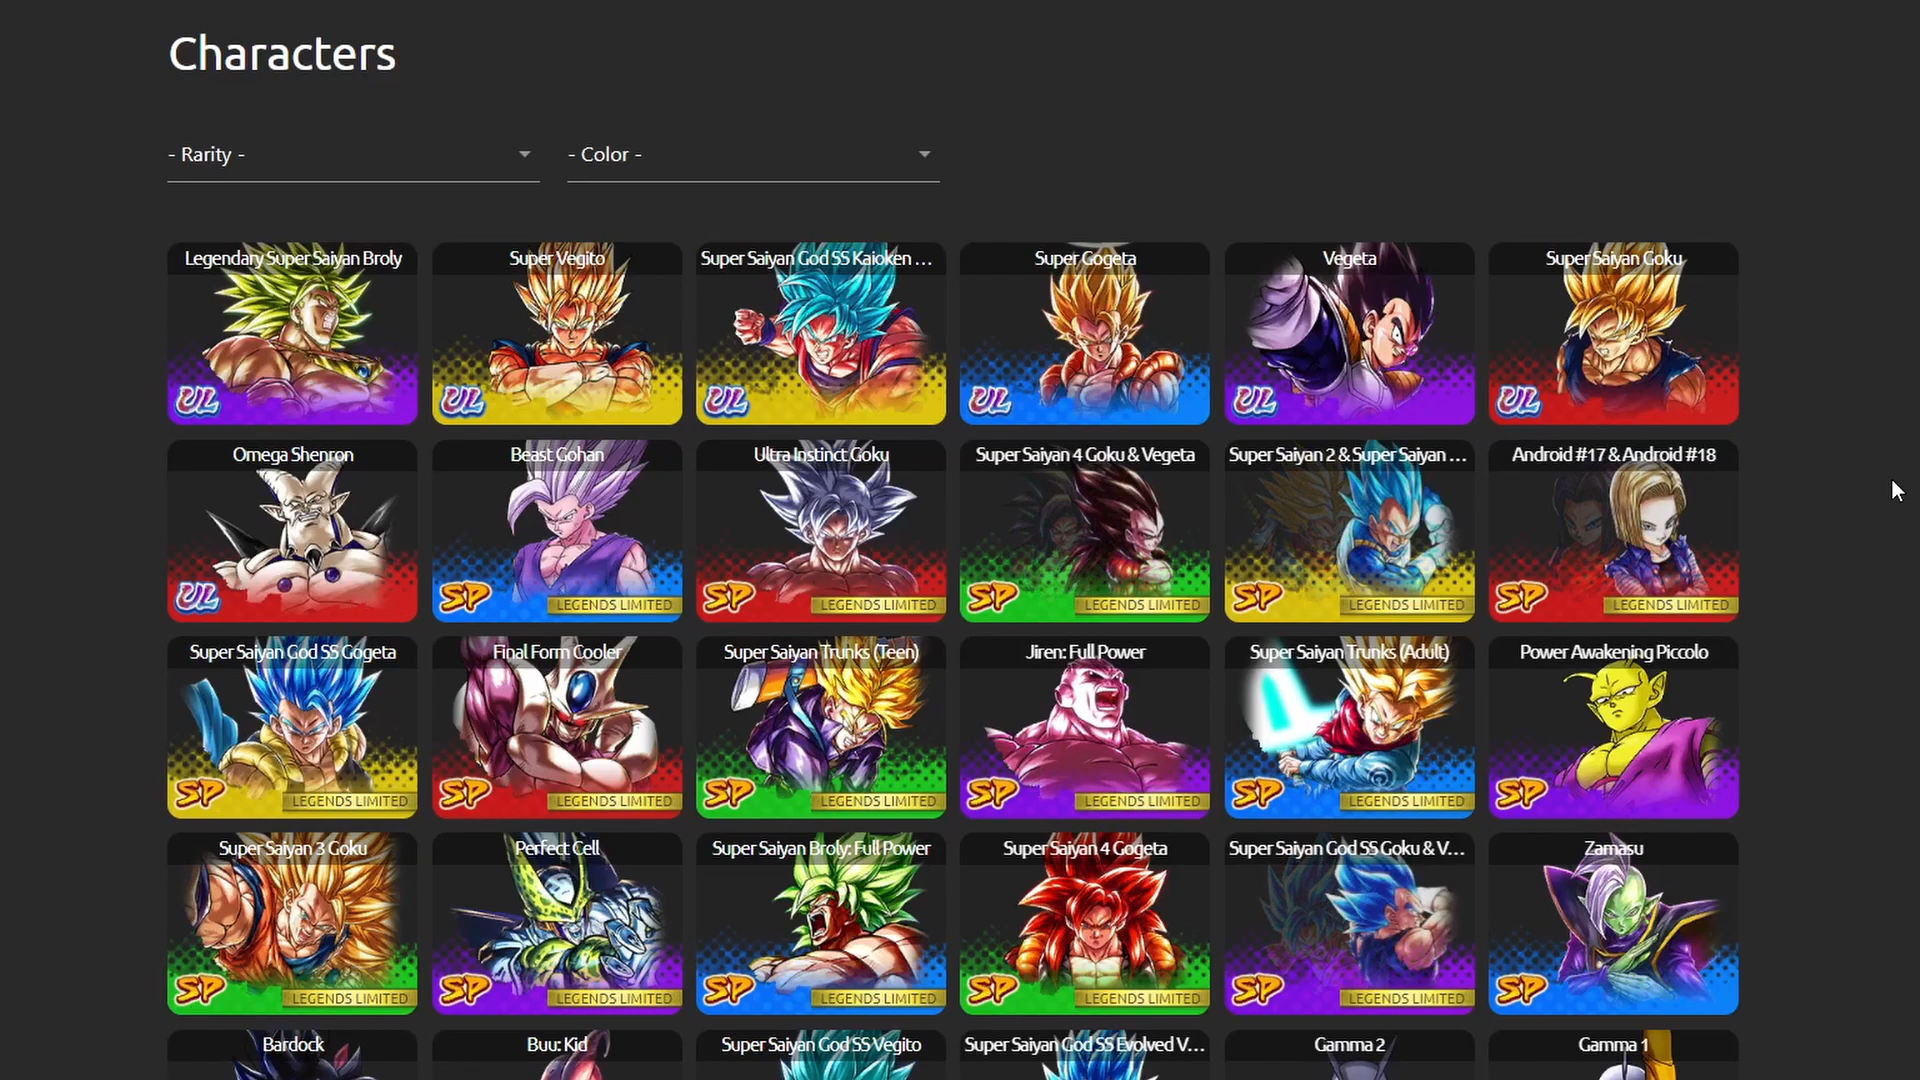 Characters
- Rarity - - Color -
Legendary Super Saiyan Broly Super Vegito Super Saiyan God SS Kaioken ... Super Gogeta Vegeta Super Saiyan Goku
UL UL UL UL UL UL
Omega Shenron Beast Gohan Ultra Instinct Goku Super Saiyan 4 Goku & Vegeta Super Saiyan 2 & Super Saiyan ... Android #17 & Android #18
UL SP LEGENDS LIMITED SP LEGENDS LIMITED SP LEGENDS LIMITED SP LEGENDS LIMITED SP LEGENDS LIMITED
Super Saiyan God SS Gogeta Final Form Cooler Super Saiyan Trunks (Teen) Jiren: Full Power Super Saiyan Trunks (Adult) Power Awakening Piccolo
SP LEGENDS LIMITED SP LEGENDS LIMITED SP LEGENDS LIMITED SP LEGENDS LIMITED SP LEGENDS LIMITED SP
Super Saiyan 3 Goku Perfect Cell Super Saiyan Broly: Full Power Super Saiyan 4 Gogeta Super Saiyan God SS Goku & V... Zamasu
SP LEGENDS LIMITED SP LEGENDS LIMITED SP LEGENDS LIMITED SP LEGENDS LIMITED SP LEGENDS LIMITED SP
Bardock Buu: Kid Super Saiyan God SS Vegito Super Saiyan God SS Evolved V... Gamma 2 Gamma 1